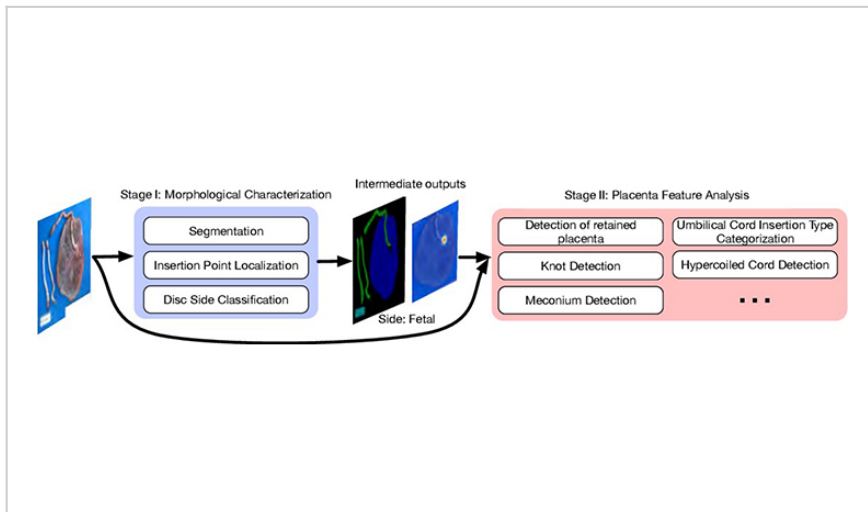 Stage I: Morphological Characterization
Segmentation
Insertion Point Localization
Disc Side Classification
Intermediate outputs
Side: Fetal
Stage II: Placenta Feature Analysis
Detection of retained
placenta
Umbilical Cord Insertion Type
Categorization
Knot Detection
Hypercoiled Cord Detection
Meconium Detection
...